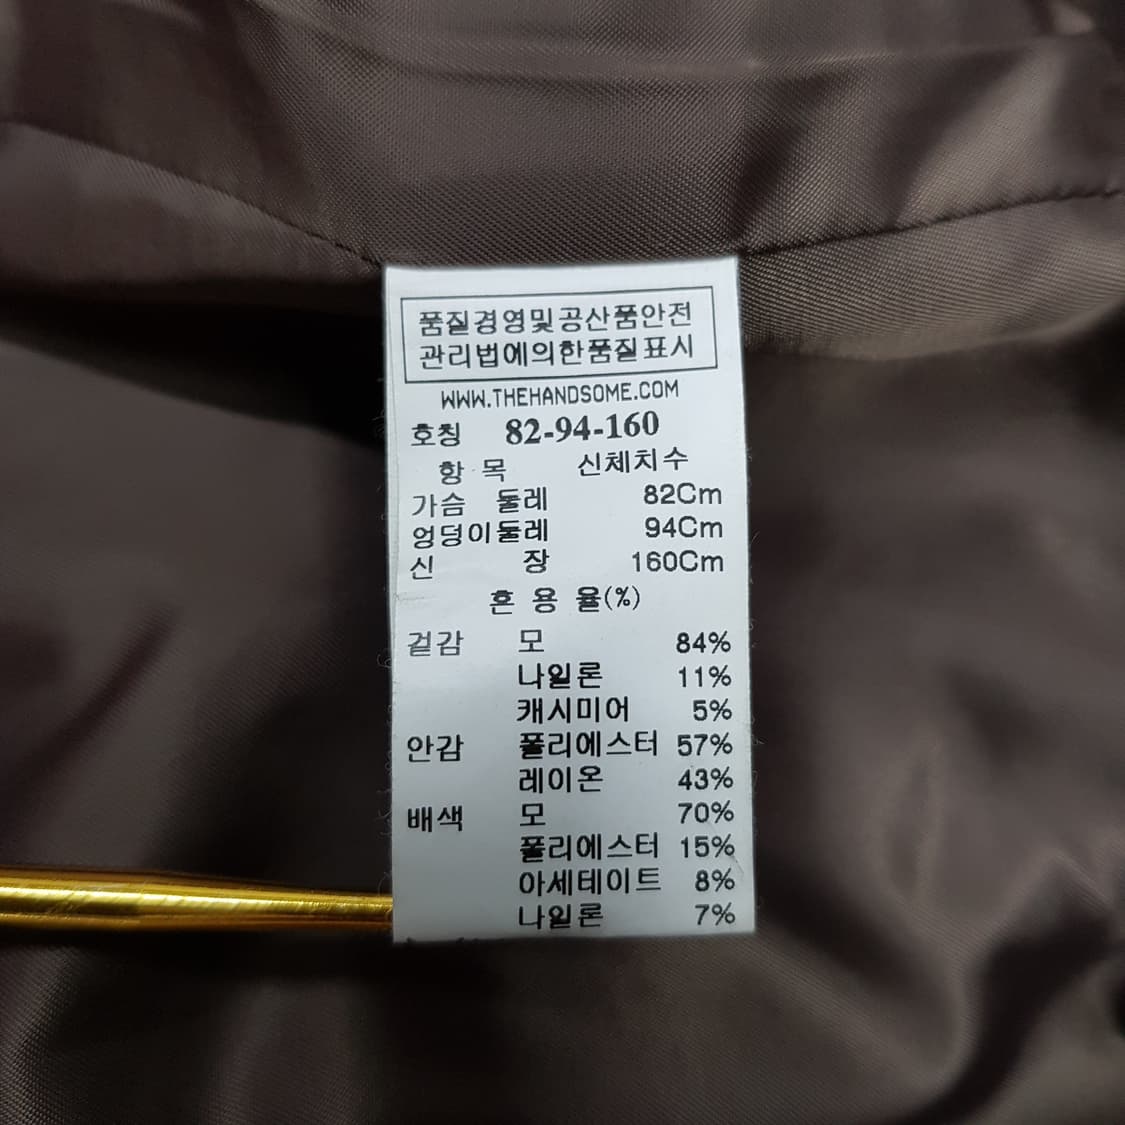 품질경영및공산품안전
관리법에의한품질표시
WWW.THEHANDSOME.COM
호칭 82-94-160
항 목 신체치수
가슴 둘레 82Cm
엉덩이둘레 94Cm
신 장 160Cm
혼 용 율(%)
겉감 모 84%
나일론 11%
캐시미어 5%
안감 폴리에스터 57%
레이온 43%
배색 모 70%
폴리에스터 15%
아세테이트 8%
나일론 7%